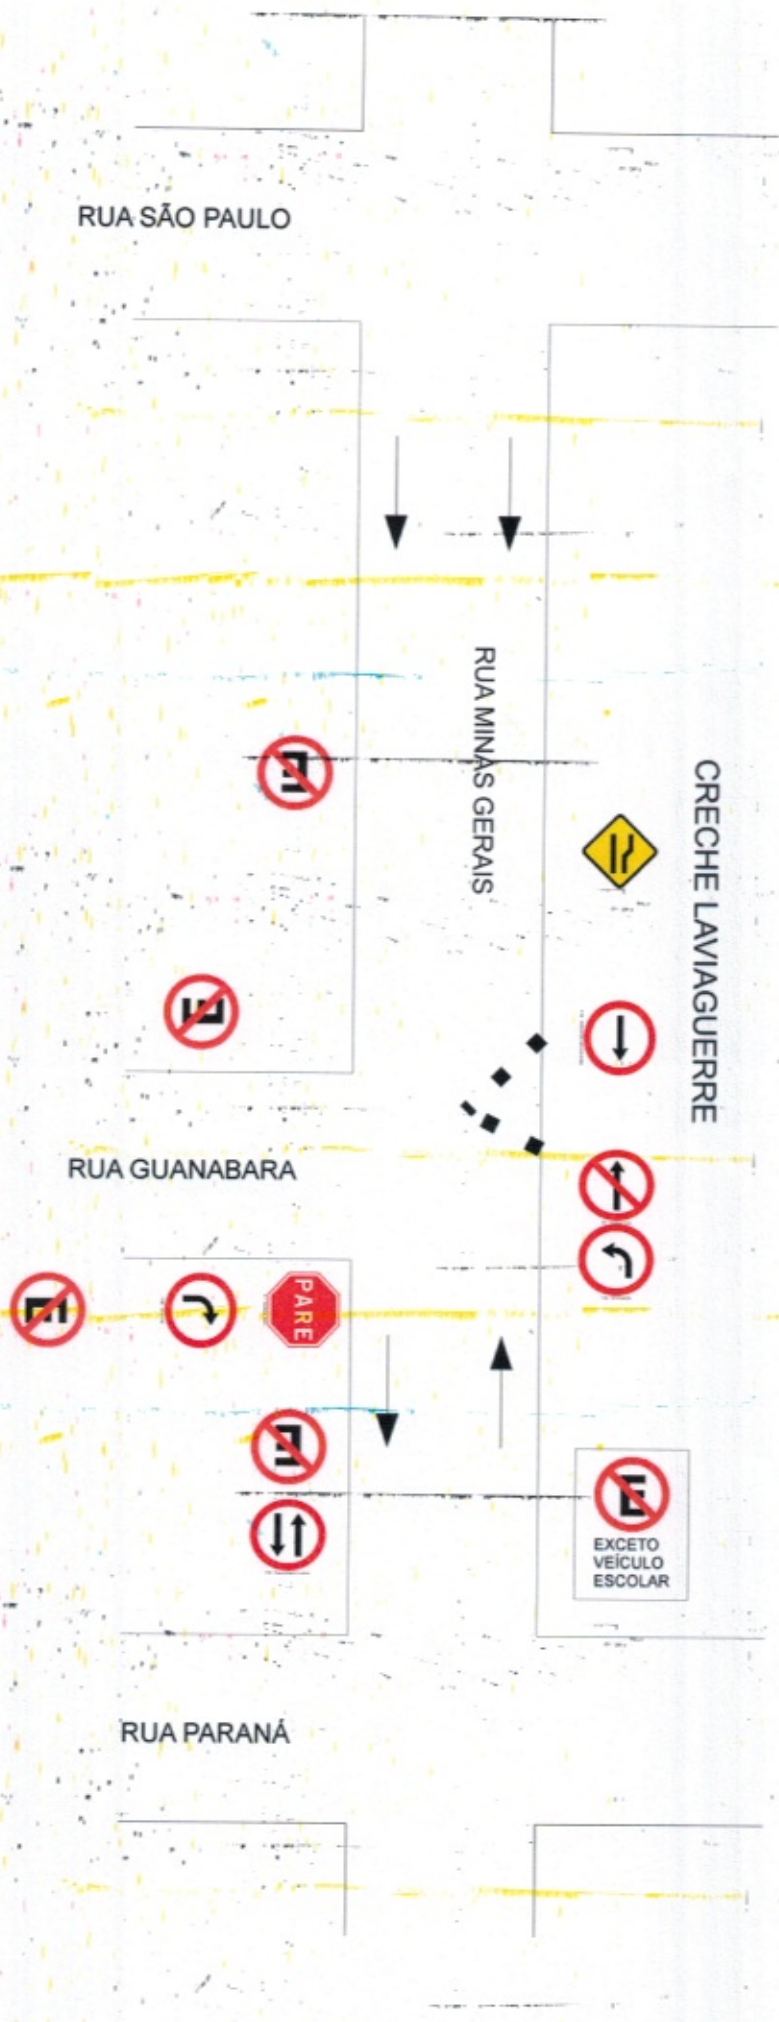 RUA SÃO PAULO
RUA MINAS GERAIS
CRECHE LAVIAGUERRE
E
E
RUA GUANABARA
E
PARE
E
E
EXCETO
VEÍCULO
ESCOLAR
RUA PARANÁ